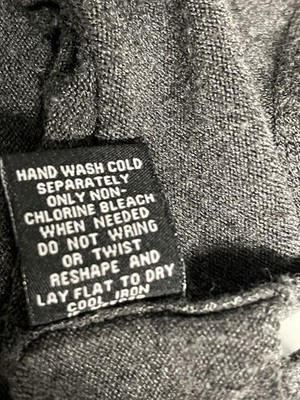 HAND WASH COLD
SEPARATELY
ONLY NON-
CHLORINE BLEACH
WHEN NEEDED
DO NOT WRING
OR TWIST
RESHAPE AND
LAY FLAT TO DRY
COOL IRON